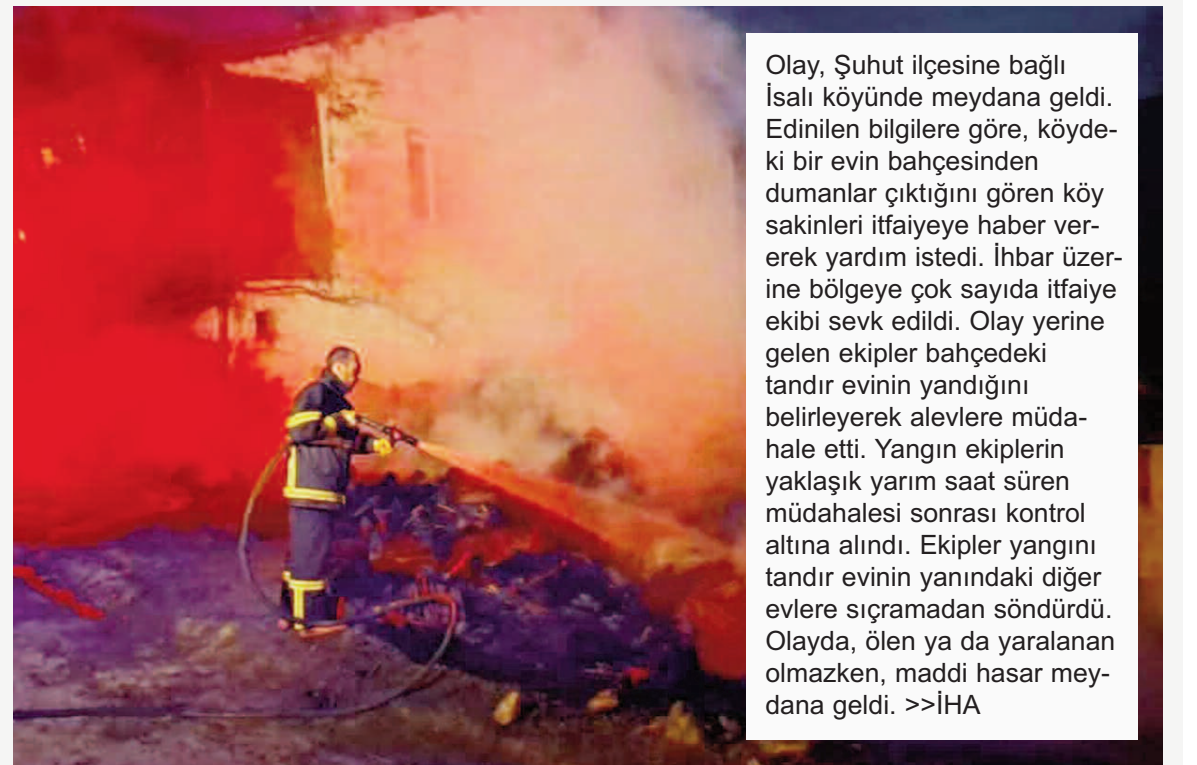 Olay, Şuhut ilçesine bağlı
İsalı köyünde meydana geldi.
Edinilen bilgilere göre, köyde-
ki bir evin bahçesinden
dumanlar çıktığını gören köy
sakinleri itfaiyeye haber ver-
erek yardım istedi. İhbar üzer-
ine bölgeye çok sayıda itfaiye
ekibi sevk edildi. Olay yerine
gelen ekipler bahçedeki
tandır evinin yandığını
belirleyerek alevlere müda-
hale etti. Yangın ekiplerin
yaklaşık yarım saat süren
müdahalesi sonrası kontrol
altına alındı. Ekipler yangını
tandır evinin yanındaki diğer
evlere sıçramadan söndürdü.
Olayda, ölen ya da yaralanan
olmazken, maddi hasar mey-
dana geldi. >>İHA